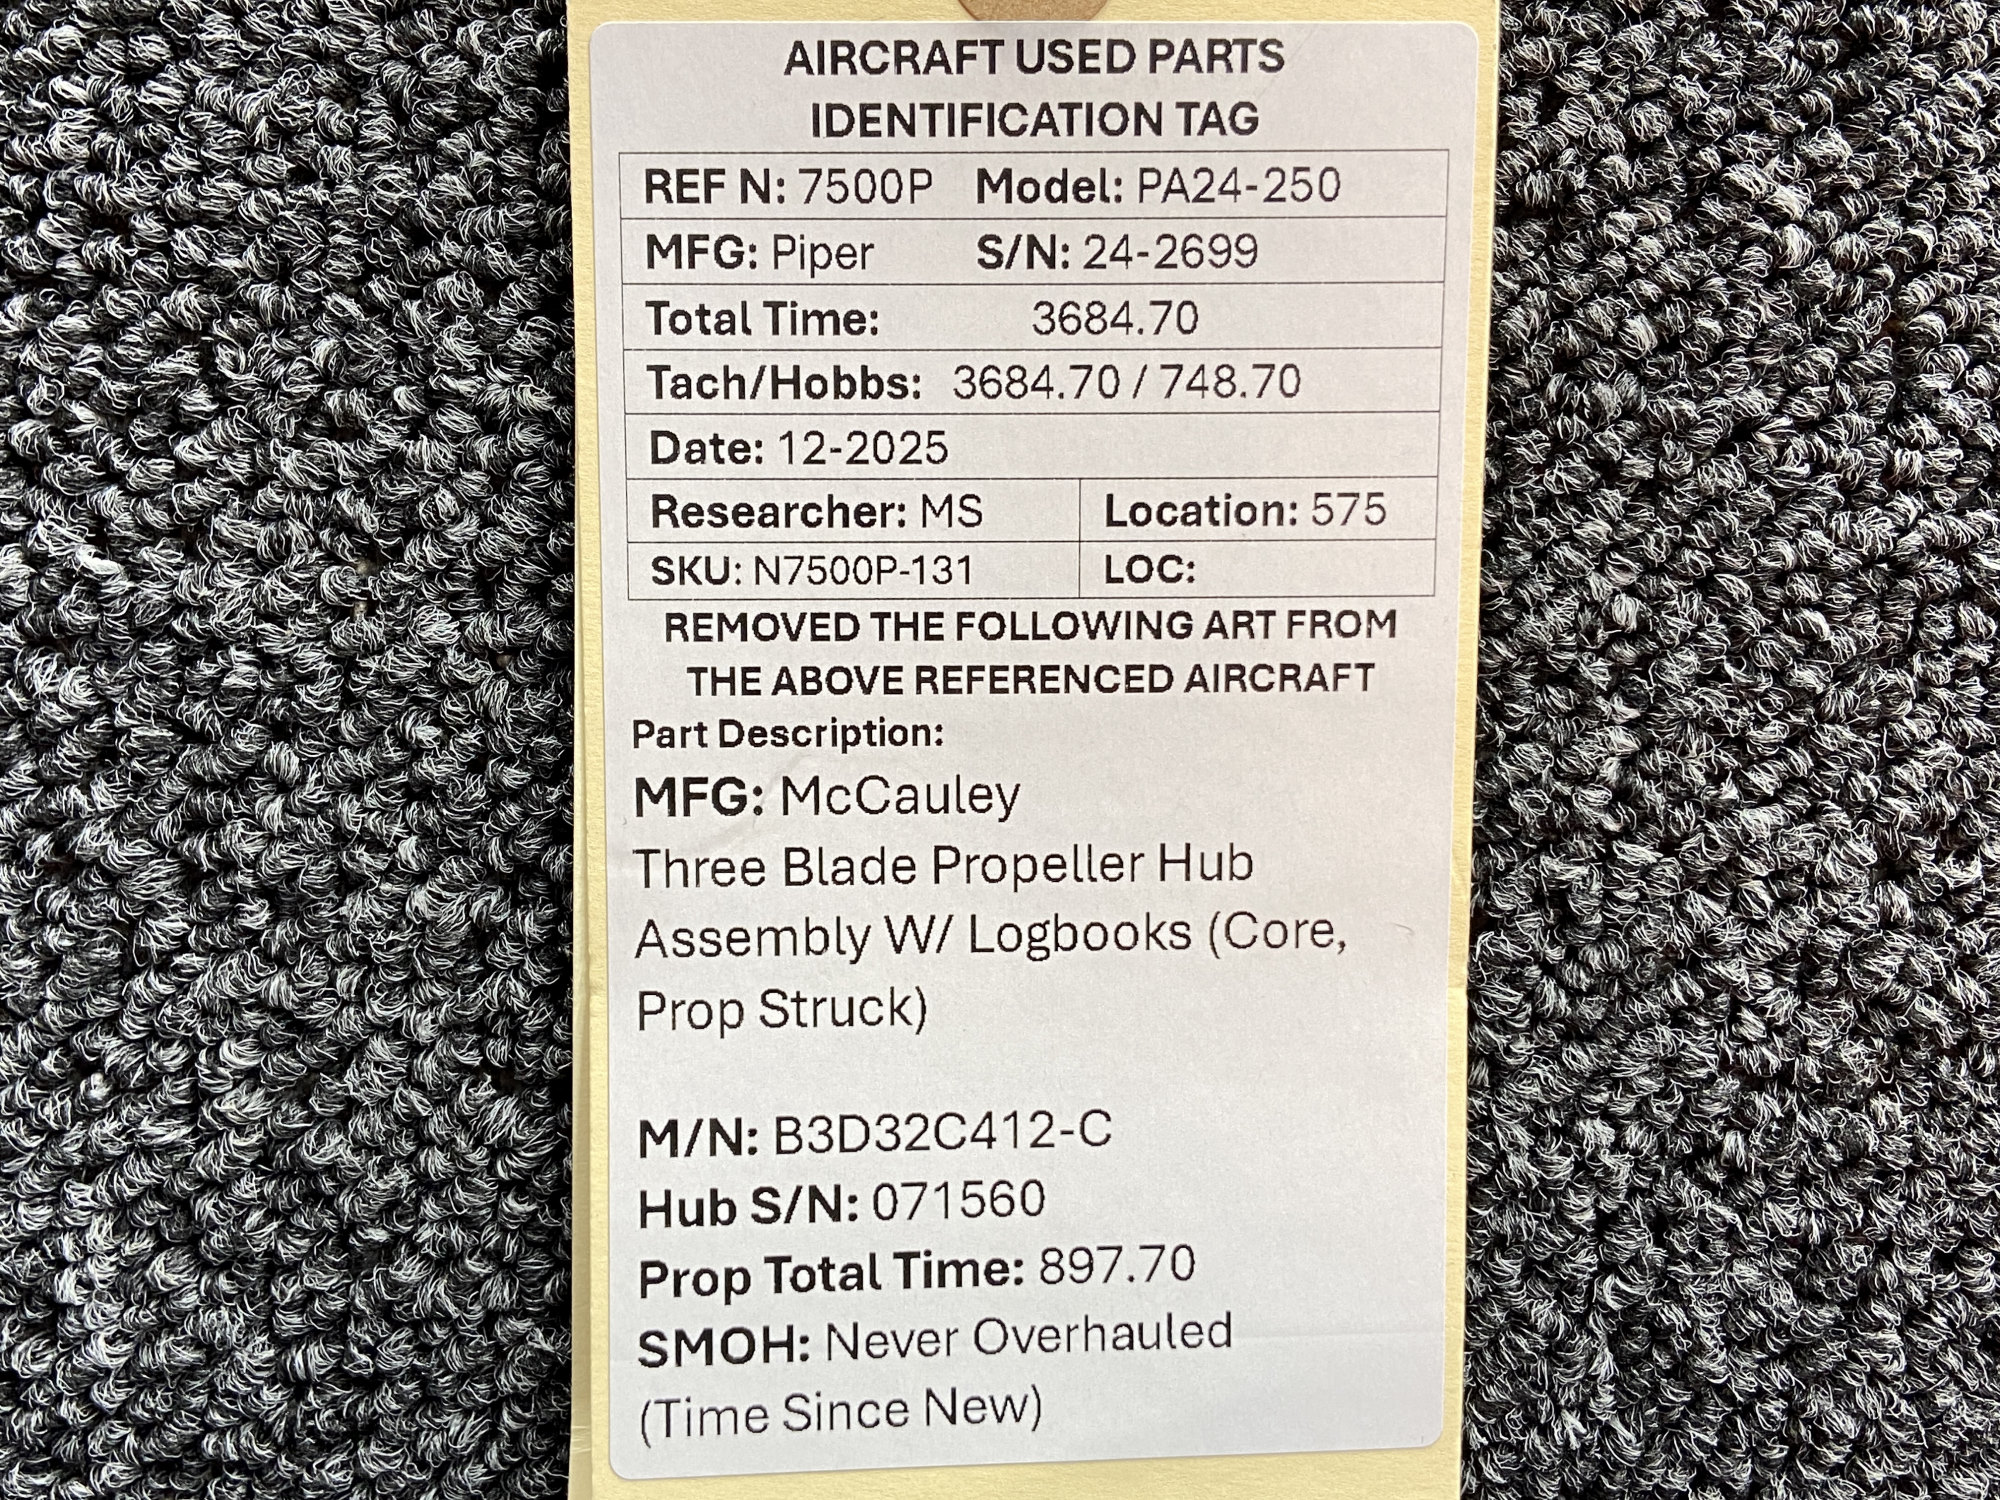 AIRCRAFT USED PARTS
IDENTIFICATION TAG
REF N: 7500P Model: PA24-250
MFG: Piper S/N: 24-2699
Total Time: 3684.70
Tach/Hobbs: 3684.70 / 748.70
Date: 12-2025
Researcher: MS Location: 575
SKU: N7500P-131 LOC:
REMOVED THE FOLLOWING ART FROM
THE ABOVE REFERENCED AIRCRAFT
Part Description:
MFG: McCauley
Three Blade Propeller Hub
Assembly W/ Logbooks (Core,
Prop Struck)
M/N: B3D32C412-C
Hub S/N: 071560
Prop Total Time: 897.70
SMOH: Never Overhauled
(Time Since New)